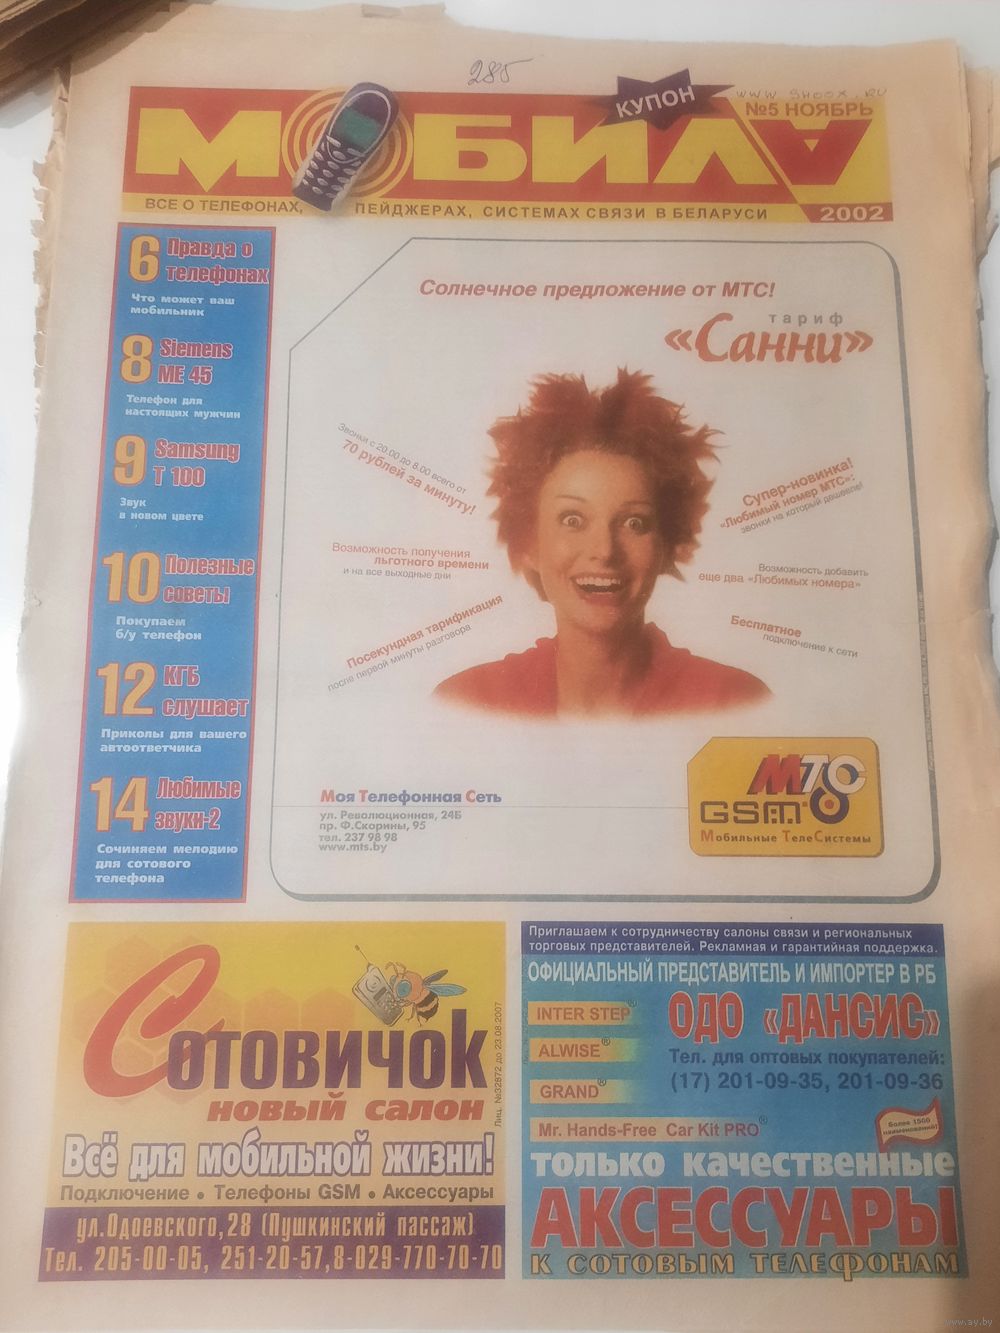 285
www.shoox.ru
КУПОН
№5 НОЯБРЬ
МОБИЛА
ВСЕ О ТЕЛЕФОНАХ, ПЕЙДЖЕРАХ, СИСТЕМАХ СВЯЗИ В БЕЛАРУСИ
2002
6 Правда о
телефонах
Что может ваш
мобильник
8 Siemens
ME 45
Телефон для
настоящих мужчин
9 Samsung
T 100
Звук
в новом цвете
10 Полезные
советы
Покупаем
б/у телефон
12 КГБ
слушает
Приколы для вашего
автоответчика
14 Любимые
звуки-2
Сочиняем мелодию
для сотового
телефона
Солнечное предложение от МТС!
тариф
«Санни»
Звонки с 20.00 до 8.00 всего от
70 рублей за минуту!
Возможность получения
льготного времени
и на все выходные дни
Посекундная тарификация
после первой минуты разговора
Супер-новинка!
«Любимый номер МТС»:
звонки на который дешевле!
Возможность добавить
еще два «Любимых номера»
Бесплатное
подключение к сети
Моя Телефонная Сеть
ул. Революционная, 24Б
пр. Ф.Скорины, 95
тел. 237 98 98
www.mts.by
МТС
GSM
Мобильные ТелеСистемы
Сотовичок
новый салон
Всё для мобильной жизни!
Подключение • Телефоны GSM • Аксессуары
ул.Одоевского,28 (Пушкинский пассаж)
Тел. 205-00-05, 251-20-57,8-029-770-70-70
Лиц. №32872 до 23.08.2007
Приглашаем к сотрудничеству салоны связи и региональных
торговых представителей. Рекламная и гарантийная поддержка.
ОФИЦИАЛЬНЫЙ ПРЕДСТАВИТЕЛЬ И ИМПОРТЕР В РБ
INTER STEP®
ALWISE®
GRAND®
Mr. Hands-Free Car Kit PRO®
ОДО «ДАНСИС»
Тел. для оптовых покупателей:
(17) 201-09-35, 201-09-36
Более 1500
наименований!
только качественные
АКСЕССУАРЫ
К СОТОВЫМ ТЕЛЕФОНАМ
www.ay.by